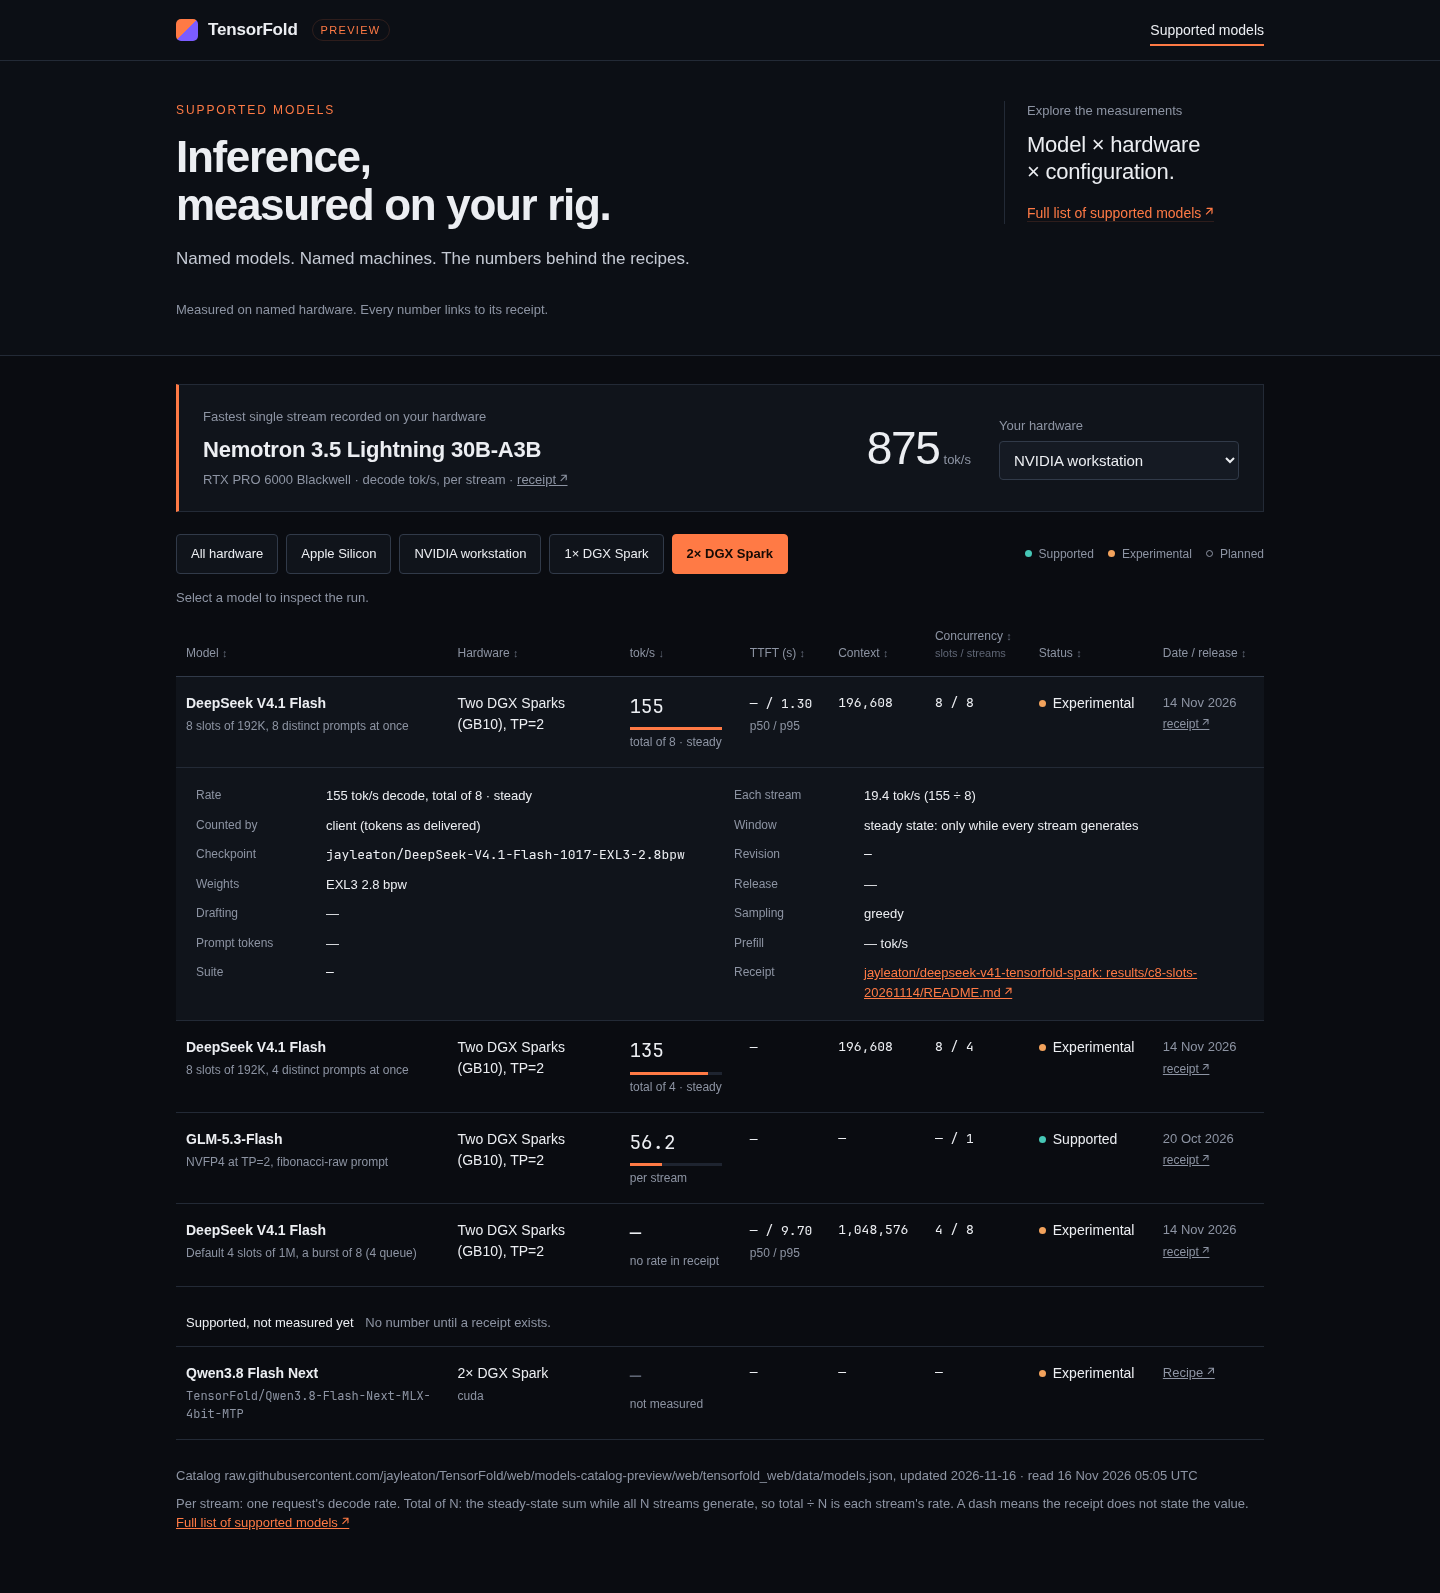 TensorFold PREVIEW Supported models
SUPPORTED MODELS
Inference,
measured on your rig.
Named models. Named machines. The numbers behind the recipes.
Measured on named hardware. Every number links to its receipt.
Explore the measurements
Model × hardware
× configuration.
Full list of supported models ↗
Fastest single stream recorded on your hardware
Nemotron 3.5 Lightning 30B-A3B
RTX PRO 6000 Blackwell · decode tok/s, per stream · receipt ↗
875 tok/s
Your hardware
NVIDIA workstation
All hardware Apple Silicon NVIDIA workstation 1× DGX Spark 2× DGX Spark
Supported Experimental Planned
Select a model to inspect the run.
Model ↕ Hardware ↕ tok/s ↓ TTFT (s) ↕ Context ↕ Concurrency ↕ Status ↕ Date / release ↕
slots / streams
DeepSeek V4.1 Flash Two DGX Sparks 155 – / 1.30 196,608 8 / 8 Experimental 14 Nov 2026
8 slots of 192K, 8 distinct prompts at once (GB10), TP=2 p50 / p95 receipt ↗
total of 8 · steady
Rate 155 tok/s decode, total of 8 · steady Each stream 19.4 tok/s (155 ÷ 8)
Counted by client (tokens as delivered) Window steady state: only while every stream generates
Checkpoint jayleaton/DeepSeek-V4.1-Flash-1017-EXL3-2.8bpw Revision –
Weights EXL3 2.8 bpw Release —
Drafting — Sampling greedy
Prompt tokens — Prefill — tok/s
Suite – Receipt jayleaton/deepseek-v41-tensorfold-spark: results/c8-slots-
20261114/README.md ↗
DeepSeek V4.1 Flash Two DGX Sparks 135 – 196,608 8 / 4 Experimental 14 Nov 2026
8 slots of 192K, 4 distinct prompts at once (GB10), TP=2 receipt ↗
total of 4 · steady
GLM-5.3-Flash Two DGX Sparks 56.2 – – – / 1 Supported 20 Oct 2026
NVFP4 at TP=2, fibonacci-raw prompt (GB10), TP=2 receipt ↗
per stream
DeepSeek V4.1 Flash Two DGX Sparks – – / 9.70 1,048,576 4 / 8 Experimental 14 Nov 2026
Default 4 slots of 1M, a burst of 8 (4 queue) (GB10), TP=2 p50 / p95 receipt ↗
no rate in receipt
Supported, not measured yet No number until a receipt exists.
Qwen3.8 Flash Next 2× DGX Spark – – – – Experimental Recipe ↗
TensorFold/Qwen3.8-Flash-Next-MLX- cuda not measured
4bit-MTP
Catalog raw.githubusercontent.com/jayleaton/TensorFold/web/models-catalog-preview/web/tensorfold_web/data/models.json, updated 2026-11-16 · read 16 Nov 2026 05:05 UTC
Per stream: one request's decode rate. Total of N: the steady-state sum while all N streams generate, so total ÷ N is each stream's rate. A dash means the receipt does not state the value.
Full list of supported models ↗